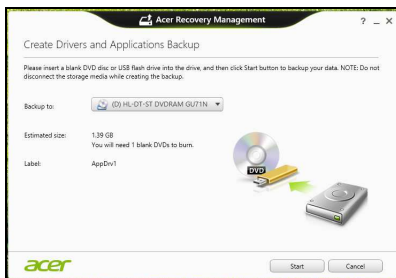 Acer Recovery Management
? _ ×
Create Drivers and Applications Backup
Please insert a blank DVD disc or USB flash drive into the drive, and then click Start button to backup your data. NOTE: Do not
disconnect the storage media while creating the backup.
Backup to: (D) HL-DT-ST DVDRAM GU71N
Estimated size: 1.39 GB
You will need 1 blank DVDs to burn.
Label: AppDrv1
DVD
acer
Start Cancel